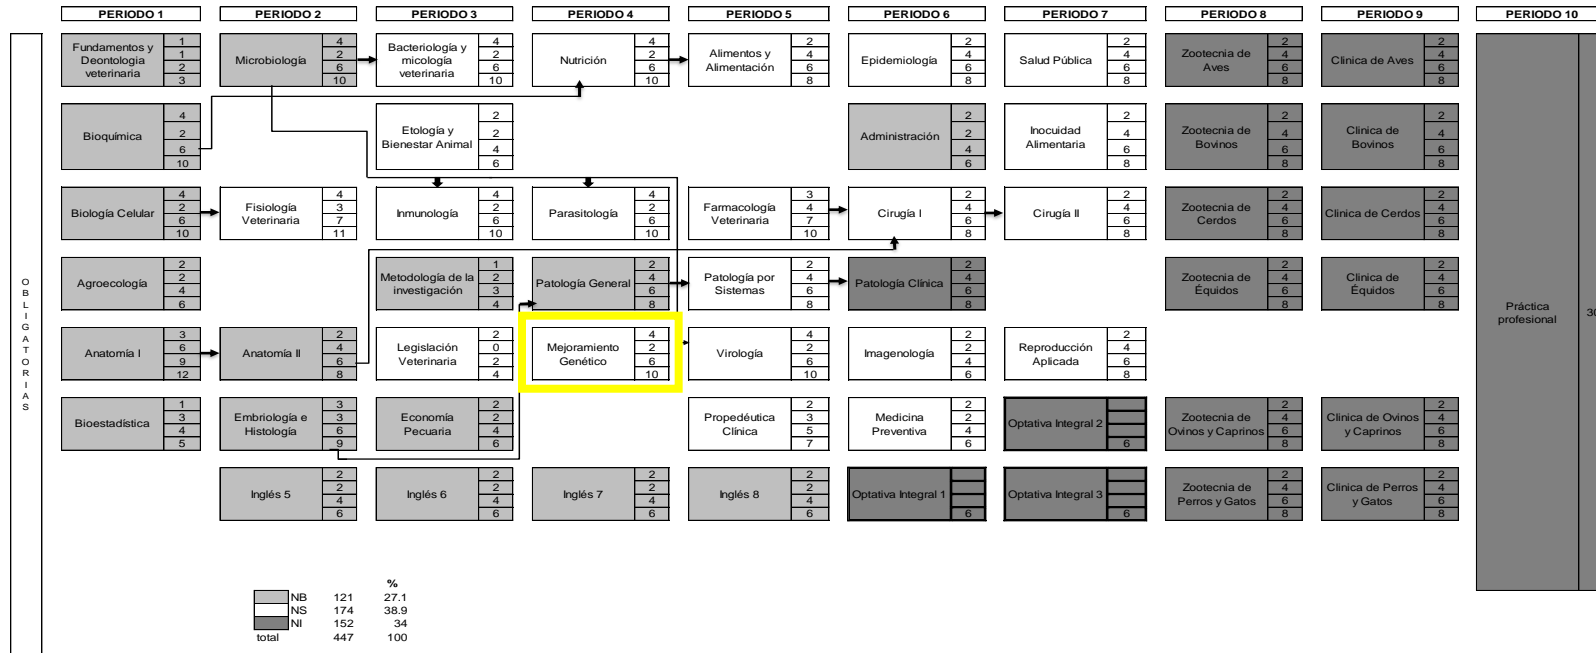 PERIODO 1 PERIODO 2 PERIODO 3 PERIODO 4 PERIODO 5 PERIODO 6 PERIODO 7 PERIODO 8 PERIODO 9 PERIODO 10
OBLIGATORIAS
Fundamentos y
Deontologia
veterinaria
1
1
2
3
Microbiología
4
2
6
10
Bacteriología y
micología
veterinaria
4
2
6
10
Nutrición
4
2
6
10
Alimentos y
Alimentación
2
4
6
8
Epidemiología
2
4
6
8
Salud Pública
2
4
6
8
Zootecnia de
Aves
2
4
6
8
Clinica de Aves
2
4
6
8
Bioquímica
4
2
6
10
Etología y
Bienestar Animal
2
2
4
6
Administración
2
2
4
6
Inocuidad
Alimentaria
2
4
6
8
Zootecnia de
Bovinos
2
4
6
8
Clinica de
Bovinos
2
4
6
8
Biología Celular
4
2
6
10
Fisiología
Veterinaria
4
3
7
11
Inmunología
4
2
6
10
Parasitología
4
2
6
10
Farmacología
Veterinaria
3
4
7
10
Cirugía I
2
4
6
8
Cirugía II
2
4
6
8
Zootecnia de
Cerdos
2
4
6
8
Clinica de Cerdos
2
4
6
8
Agroecología
2
2
4
6
Metodología de la
investigación
1
2
3
4
Patología General
2
4
6
8
Patología por
Sistemas
2
4
6
8
Patología Clínica
2
4
6
8
Zootecnia de
Équidos
2
4
6
8
Clínica de
Équidos
2
4
6
8
Práctica
profesional
30
Anatomía I
3
6
9
12
Anatomía II
2
4
6
8
Legislación
Veterinaria
2
0
2
4
Mejoramiento
Genético
4
2
6
10
Virología
4
2
6
10
Imagenología
2
2
4
6
Reproducción
Aplicada
2
4
6
8
Bioestadística
1
3
4
5
Embriología e
Histología
3
3
6
9
Economía
Pecuaria
2
2
4
6
Propedéutica
Clínica
2
3
5
7
Medicina
Preventiva
2
2
4
6
Optativa Integral 2
6
Zootecnia de
Ovinos y Caprinos
2
4
6
8
Clinica de Ovinos
y Caprinos
2
4
6
8
Inglés 5
2
2
4
6
Inglés 6
2
2
4
6
Inglés 7
2
2
4
6
Inglés 8
2
2
4
6
Optativa Integral 1
6
Optativa Integral 3
6
Zootecnia de
Perros y Gatos
2
4
6
8
Clinica de Perros
y Gatos
2
4
6
8
%
NB 121 27.1
NS 174 38.9
NI 152 34
total 447 100